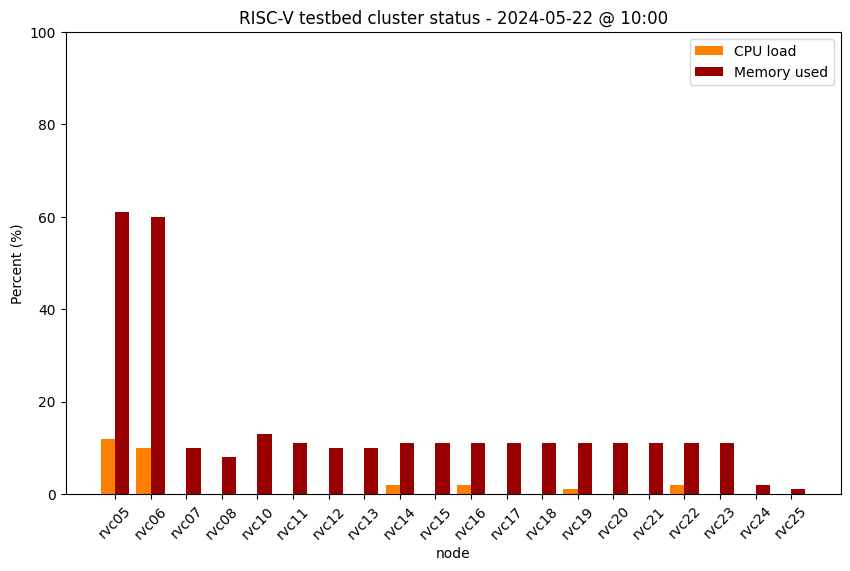 RISC-V testbed cluster status - 2024-05-22 @ 10:00
CPU load
Memory used
Percent (%)
100
80
60
40
20
0
rvc05 rvc06 rvc07 rvc08 rvc10 rvc11 rvc12 rvc13 rvc14 rvc15 rvc16 rvc17 rvc18 rvc19 rvc20 rvc21 rvc22 rvc23 rvc24 rvc25
node